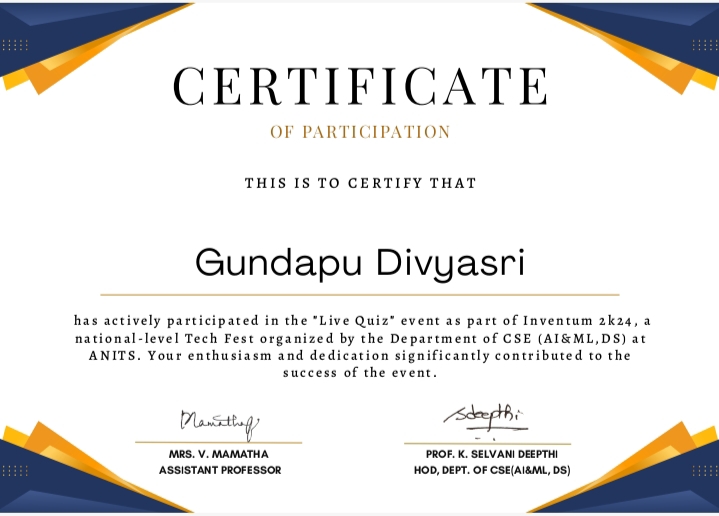 CERTIFICATE
OF PARTICIPATION
THIS IS TO CERTIFY THAT
Gundapu Divyasri
has actively participated in the "Live Quiz" event as part of Inventum 2k24, a
national-level Tech Fest organized by the Department of CSE (AI&ML,DS) at
ANITS. Your enthusiasm and dedication significantly contributed to the
success of the event.
Mamatha
sdeepthi
MRS. V. MAMATHA
ASSISTANT PROFESSOR
PROF. K. SELVANI DEEPTHI
HOD, DEPT. OF CSE(AI&ML, DS)